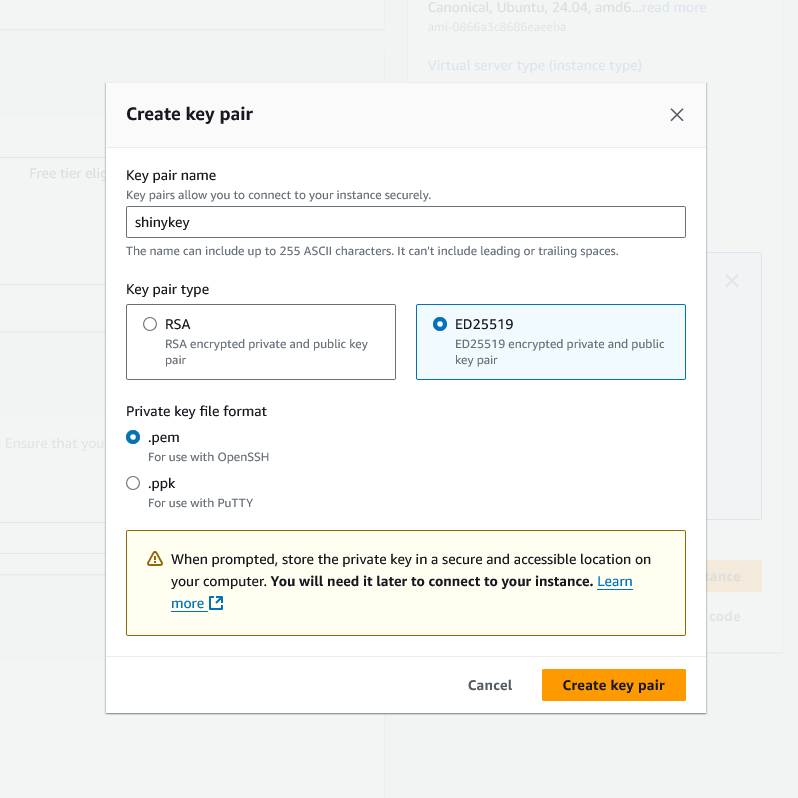 Canonical, Ubuntu, 24.04, amd6...read more
ami-0866a3c8686eaeeba
Virtual server type (instance type)
Create key pair
Free tier elig
Key pair name
Key pairs allow you to connect to your instance securely.
shinykey
The name can include up to 255 ASCII characters. It can't include leading or trailing spaces.
Key pair type
RSA
RSA encrypted private and public key
pair
ED25519
ED25519 encrypted private and public
key pair
Private key file format
.pem
Ensure that you
For use with OpenSSH
.ppk
For use with PuTTY
When prompted, store the private key in a secure and accessible location on
your computer. You will need it later to connect to your instance. Learn
more
tance
code
Cancel
Create key pair